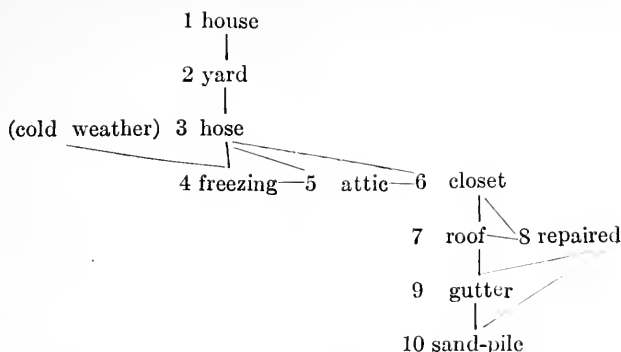 1 house
2 yard
(cold weather) 3 hose
4 freezing—5 attic—6 closet
7 roof—8 repaired
9 gutter
10 sand-pile